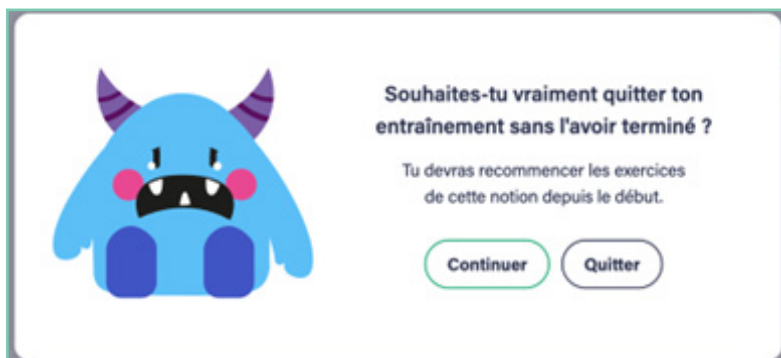 Souhaites-tu vraiment quitter ton
entraînement sans l'avoir terminé ?
Tu devras recommencer les exercices
de cette notion depuis le début.
Continuer
Quitter